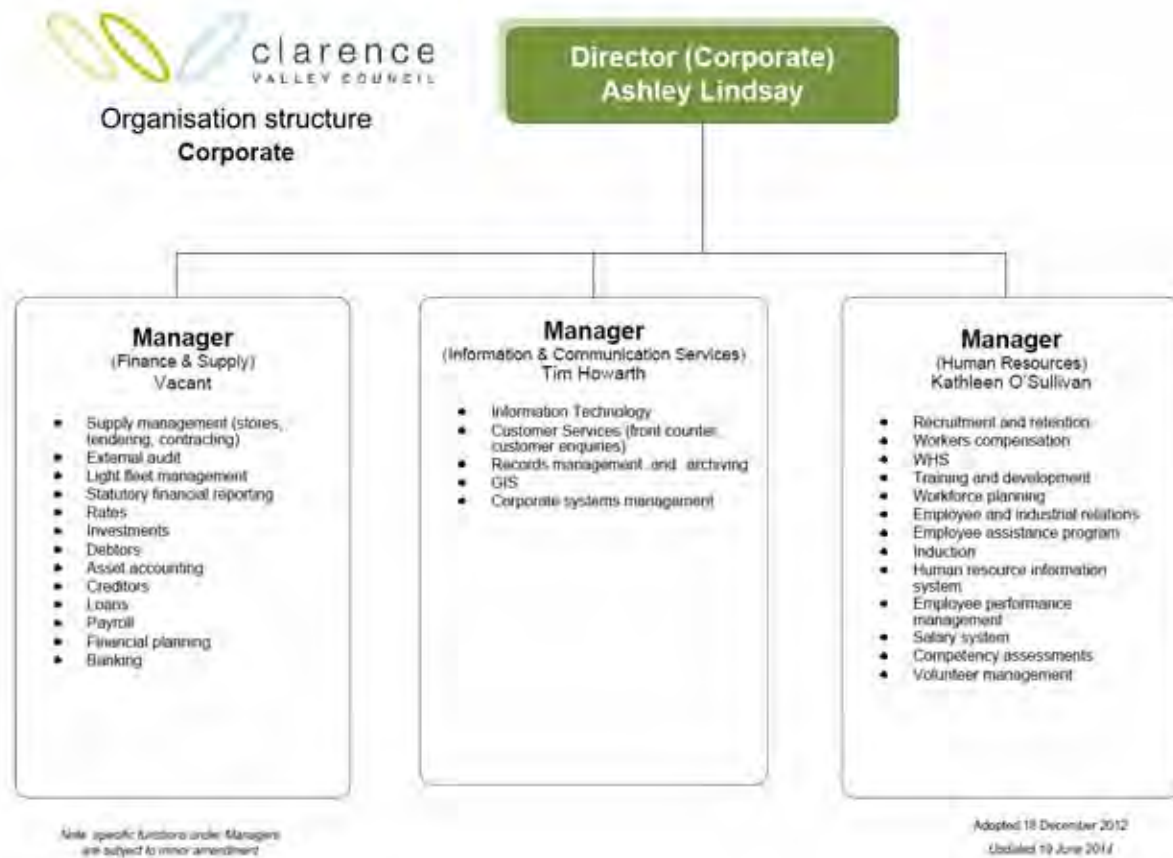 clarence
VALLEY COUNCIL
Organisation structure
Corporate
Director (Corporate)
Ashley Lindsay
Manager
(Finance & Supply)
Vacant
• Supply management (stores,
tendering, contracting)
• External audit
• Light fleet management
• Statutory financial reporting
• Rates
• Investments
• Debtors
• Asset accounting
• Creditors
• Loans
• Payroll
• Financial planning
• Banking
Manager
(Information & Communication Services)
Tim Howarth
• Information Technology
• Customer Services (front counter,
customer enquiries)
• Records management and archiving
• GIS
• Corporate systems management
Manager
(Human Resources)
Kathleen O'Sullivan
• Recruitment and retention
• Workers compensation
• WHS
• Training and development
• Workforce planning
• Employee and industrial relations
• Employee assistance program
• Induction
• Human resource information
system
• Employee performance
management
• Salary system
• Competency assessments
• Volunteer management
Note: specific functions under Managers
are subject to minor amendment
Adopted 18 December 2012
Updated 19 June 2014